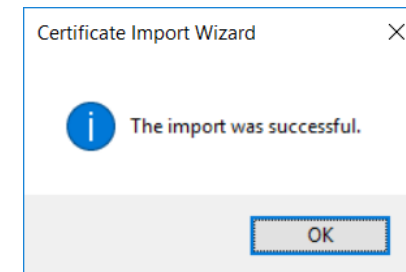 Certificate Import Wizard
The import was successful.
OK